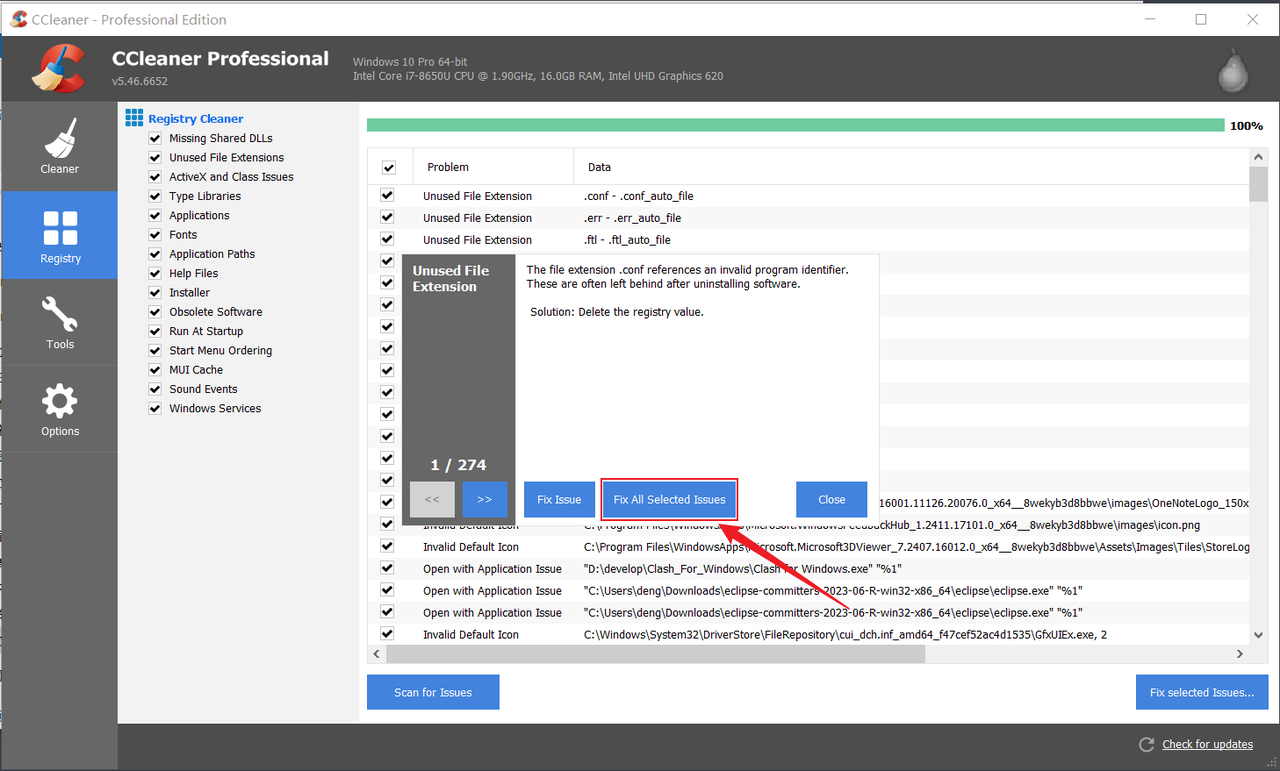 CCleaner - Professional Edition
CCleaner Professional
v5.46.6652
Windows 10 Pro 64-bit
Intel Core i7-8650U CPU @ 1.90GHz, 16.0GB RAM, Intel UHD Graphics 620
Cleaner
Registry
Tools
Options
Registry Cleaner
Missing Shared DLLs
Unused File Extensions
ActiveX and Class Issues
Type Libraries
Applications
Fonts
Application Paths
Help Files
Installer
Obsolete Software
Run At Startup
Start Menu Ordering
MUI Cache
Sound Events
Windows Services
100%
Problem Data
Unused File Extension .conf - .conf_auto_file
Unused File Extension .err - .err_auto_file
Unused File Extension .ftl - .ftl_auto_file
Unused File
Extension
The file extension .conf references an invalid program identifier.
These are often left behind after uninstalling software.
Solution: Delete the registry value.
1 / 274
<< >>
Fix Issue Fix All Selected Issues Close
.16001.11126.20076.0_x64__8wekyb3d8bbwe\images\OneNoteLogo_150x
Invalid Default Icon C:\Program Files\WindowsApps\Microsoft.WindowsFeedbackHub_1.2411.17101.0_x64__8wekyb3d8bbwe\images\icon.png
Invalid Default Icon C:\Program Files\WindowsApps\Microsoft.Microsoft3DViewer_7.2407.16012.0_x64__8wekyb3d8bbwe\Assets\Images\Tiles\StoreLog
Open with Application Issue "D:\develop\Clash_For_Windows\Clash for Windows.exe" "%1"
Open with Application Issue "C:\Users\deng\Downloads\eclipse-committers-2023-06-R-win32-x86_64\eclipse\eclipse.exe" "%1"
Open with Application Issue "C:\Users\deng\Downloads\eclipse-committers-2023-06-R-win32-x86_64\eclipse\eclipse.exe" "%1"
Invalid Default Icon C:\Windows\System32\DriverStore\FileRepository\cui_dch.inf_amd64_f47cef52ac4d1535\GfxUIEx.exe, 2
Scan for Issues
Fix selected Issues...
Check for updates